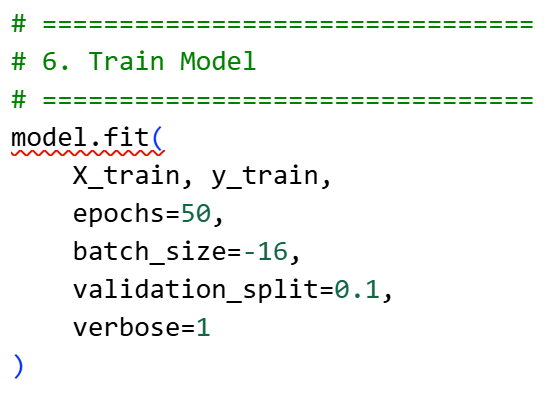 # ================================
# 6. Train Model
# ================================
model.fit(
    X_train, y_train,
    epochs=50,
    batch_size=-16,
    validation_split=0.1,
    verbose=1
)